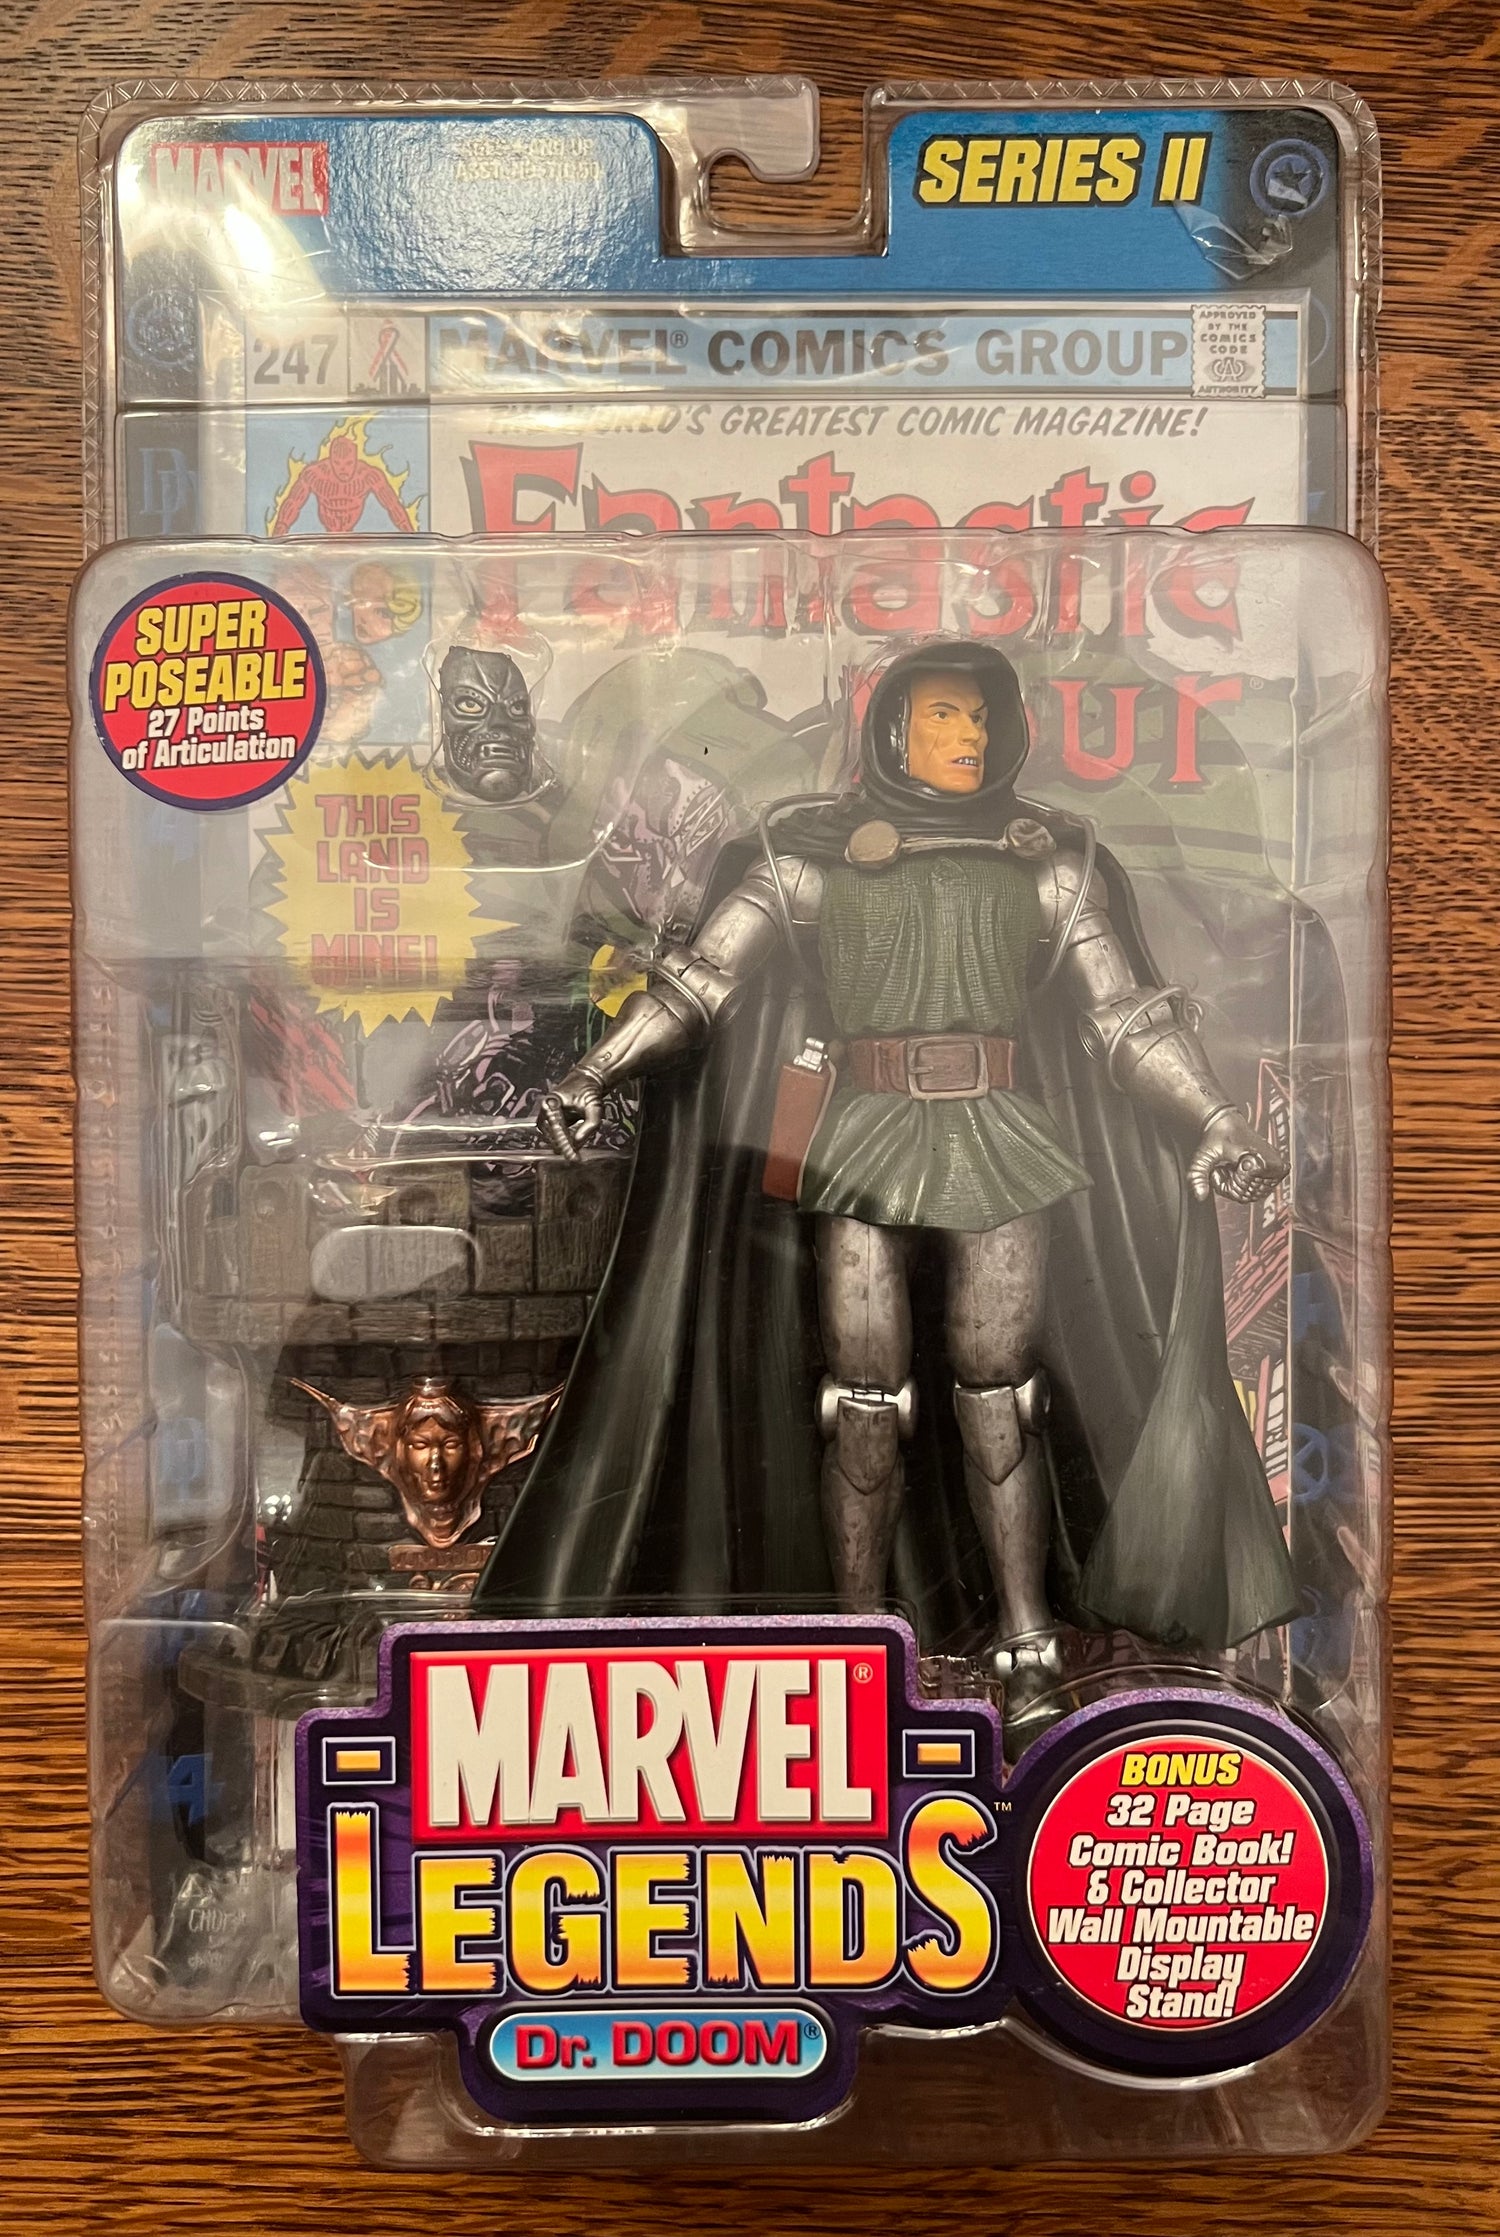 MARVEL
SERIES II
247
MARVEL® COMICS GROUP
APPROVED
BY THE
COMICS
CODE
AUTHORITY
THE WORLD'S GREATEST COMIC MAGAZINE!
Fantastic
Four
SUPER
POSEABLE
27 Points
of Articulation
THIS
LAND
IS
MINE!
MARVEL®
LEGENDS™
Dr. DOOM®
BONUS
32 Page
Comic Book!
& Collector
Wall Mountable
Display
Stand!